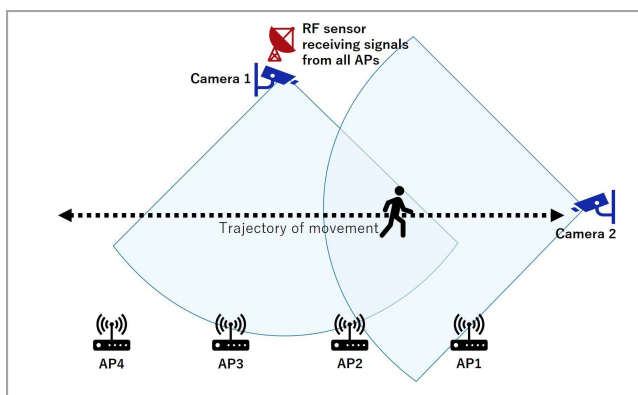 RF sensor
receiving signals
from all APs
Camera 1
Trajectory of movement
Camera 2
AP4
AP3
AP2
AP1